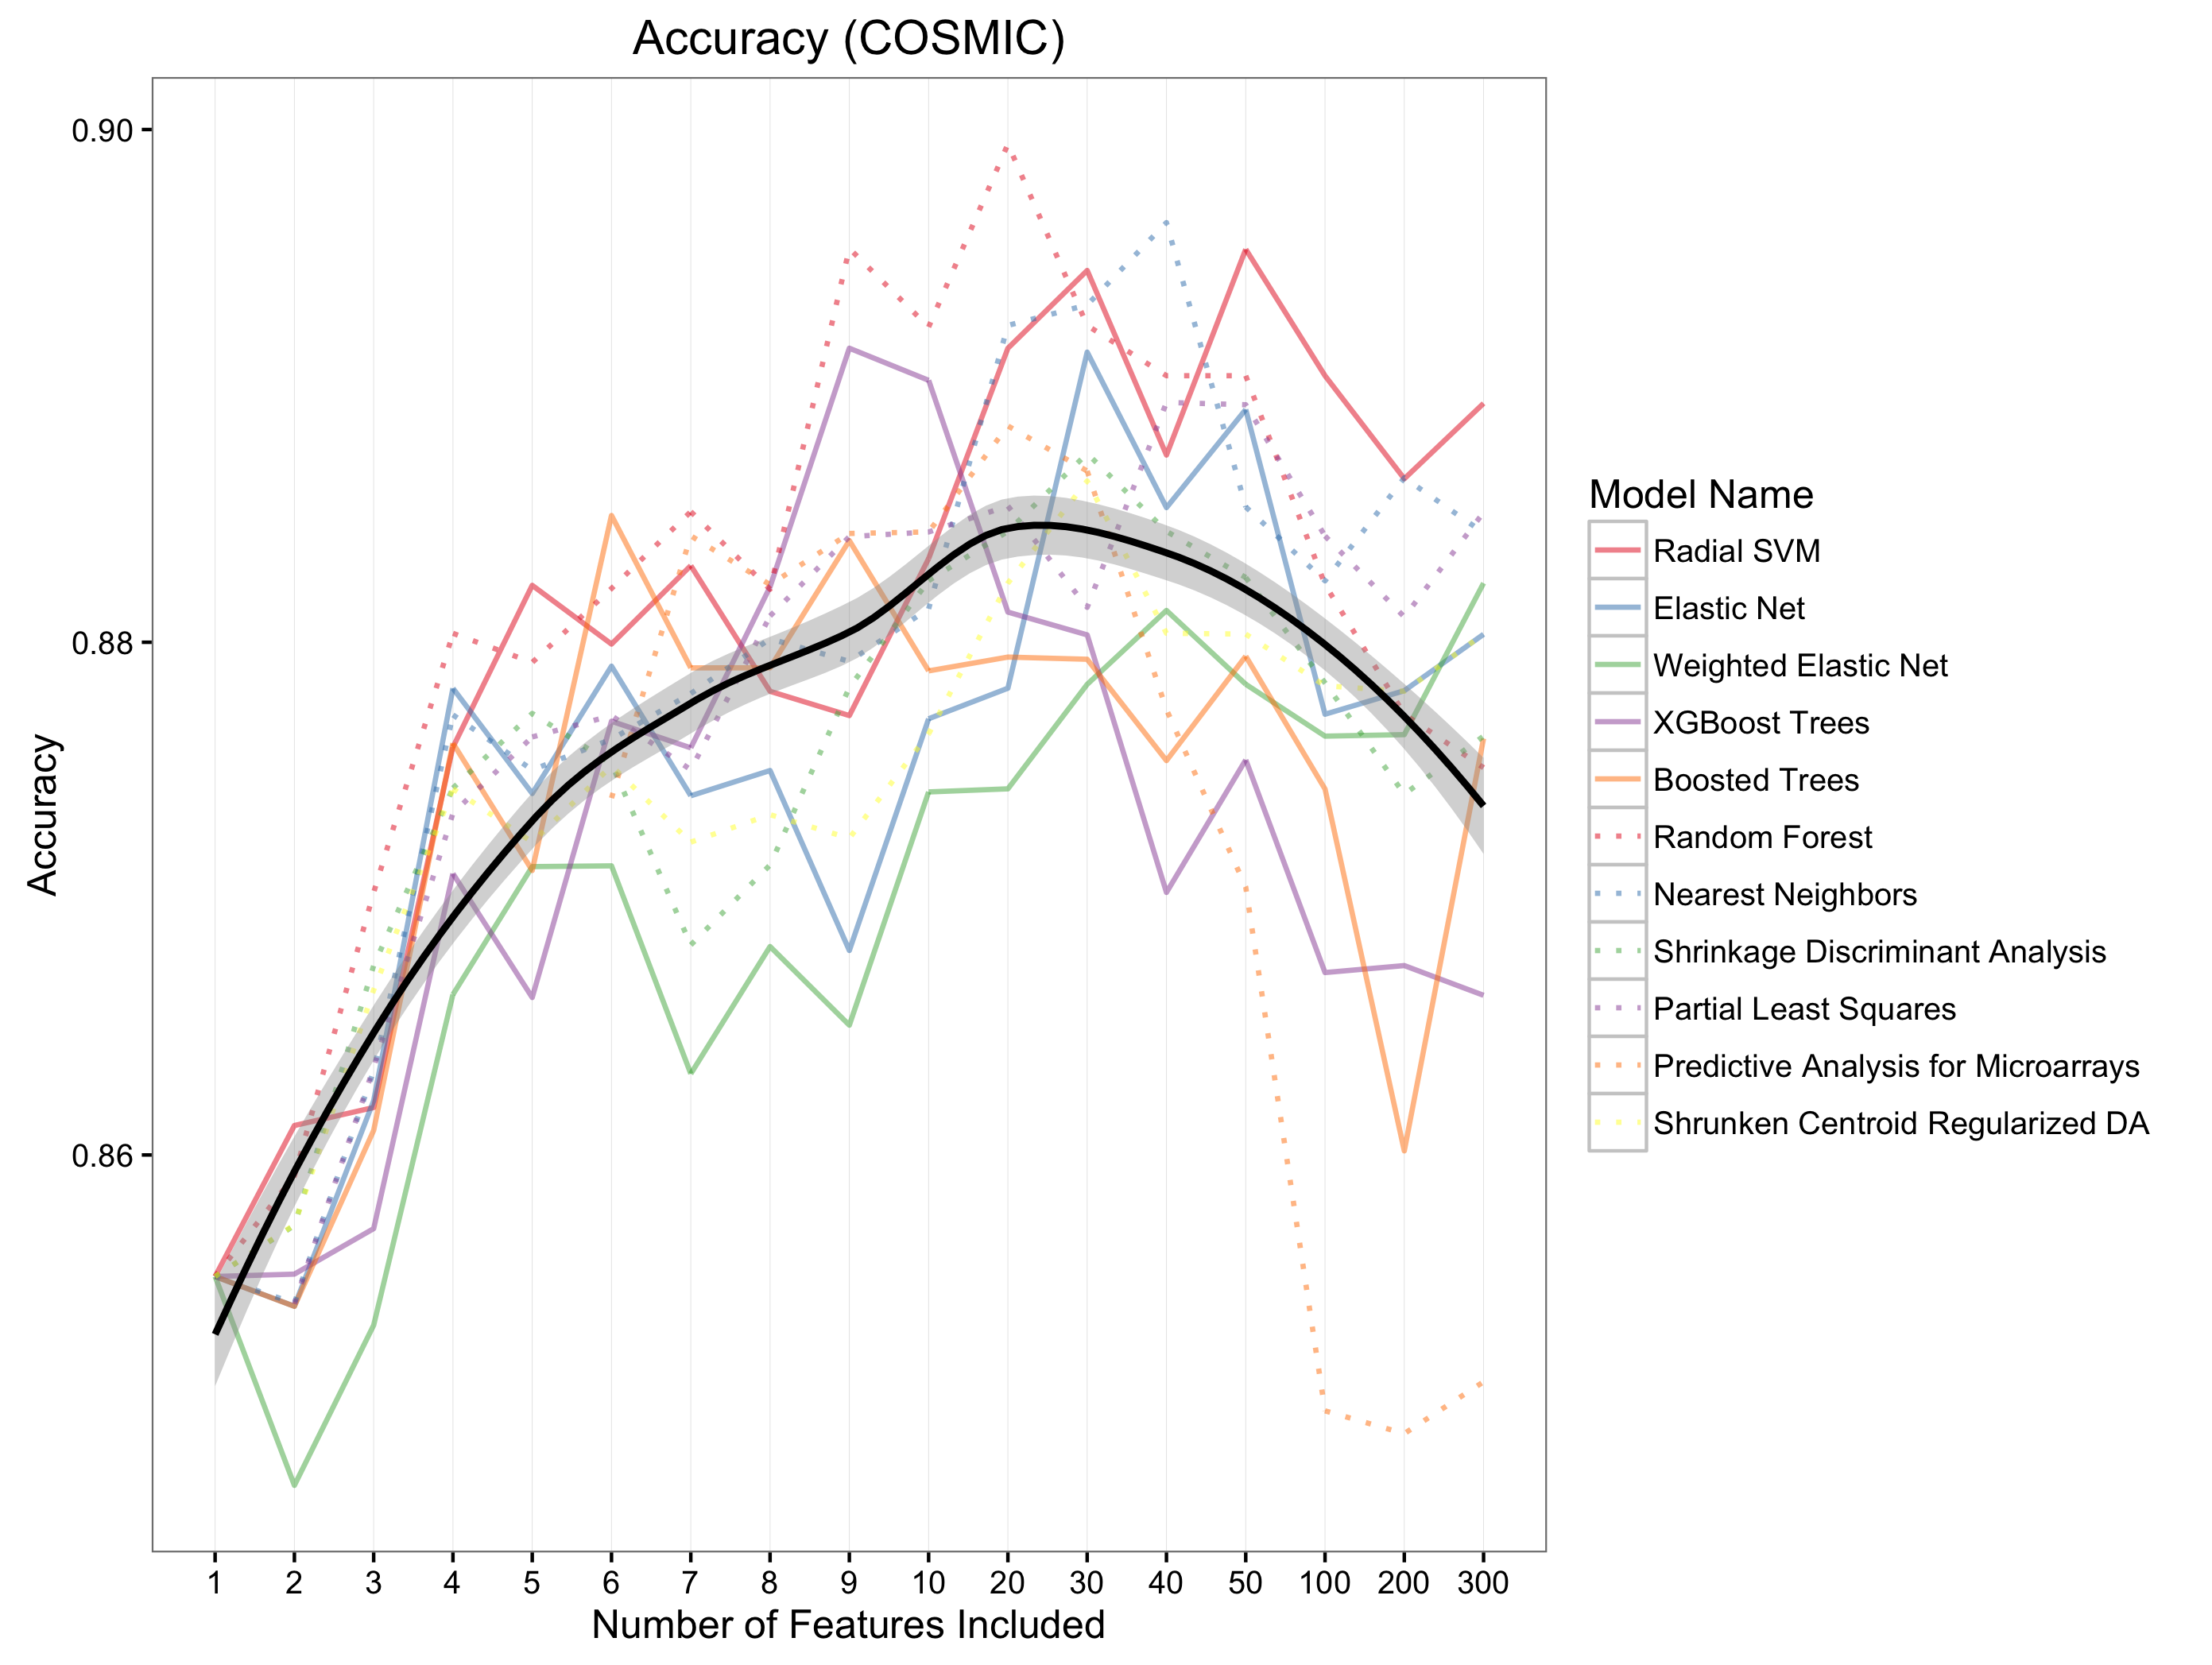 Accuracy (COSMIC)
0.90
0.88
0.86
Accuracy
1 2 3 4 5 6 7 8 9 10 20 30 40 50 100 200 300
Number of Features Included
Model Name
Radial SVM
Elastic Net
Weighted Elastic Net
XGBoost Trees
Boosted Trees
Random Forest
Nearest Neighbors
Shrinkage Discriminant Analysis
Partial Least Squares
Predictive Analysis for Microarrays
Shrunken Centroid Regularized DA